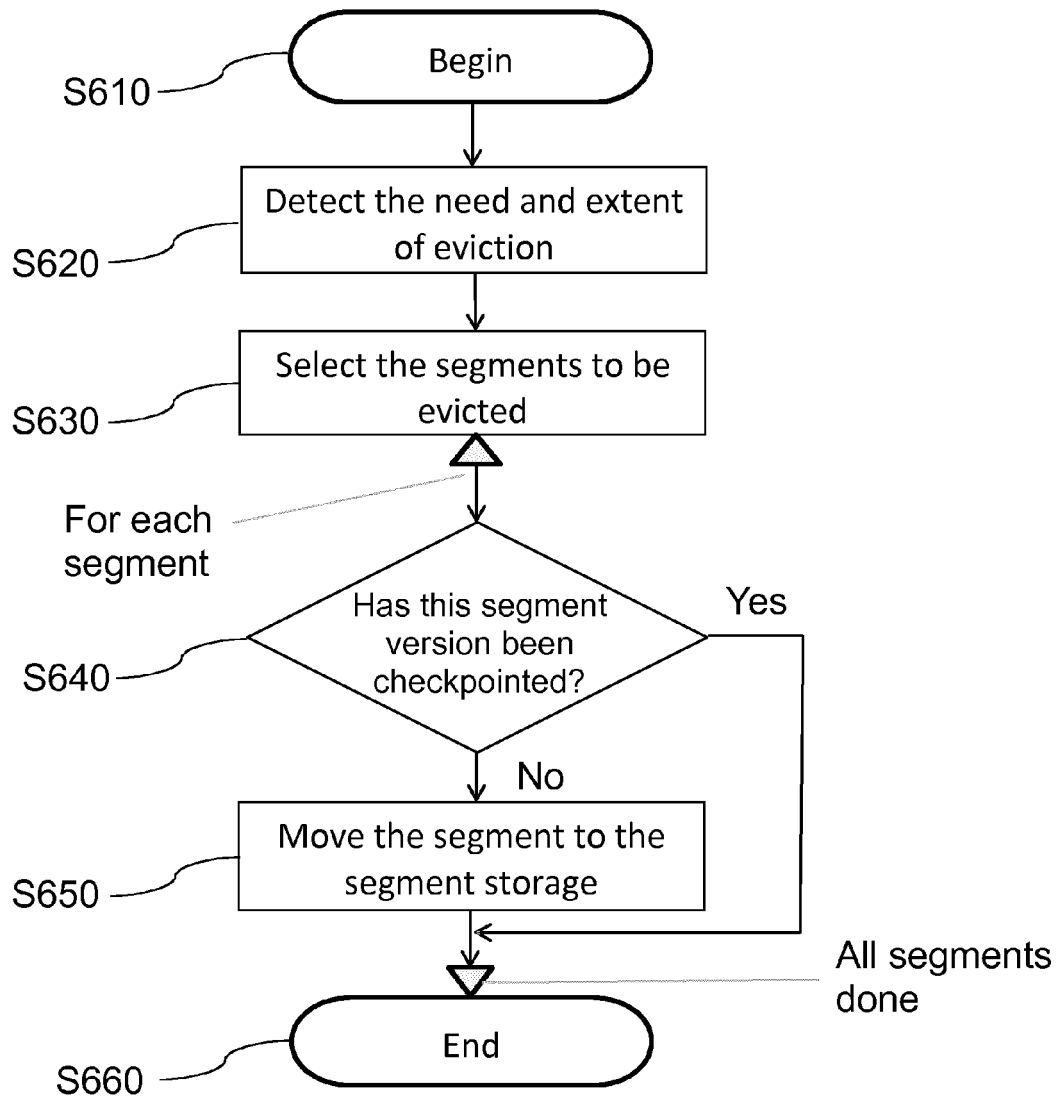 Begin
S610
Detect the need and extent
of eviction
S620
Select the segments to be
evicted
S630
For each
segment
Has this segment
version been
checkpointed?
Yes
S640
No
Move the segment to the
segment storage
S650
All segments
done
End
S660